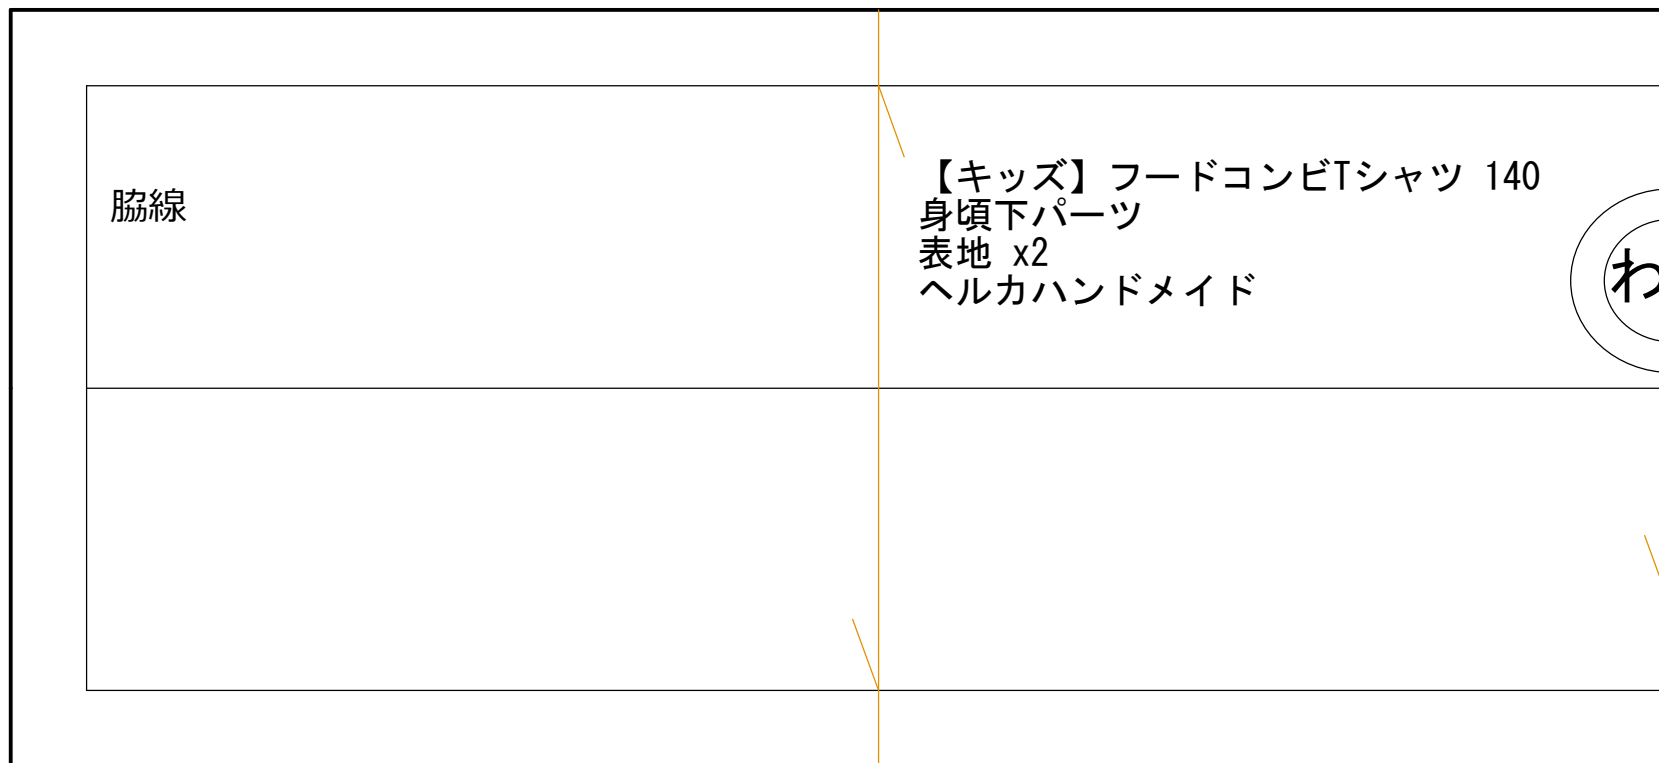 脇線
【キッズ】フードコンビTシャツ 140
身頃下パーツ
表地 x2
ヘルカハンドメイド
わ